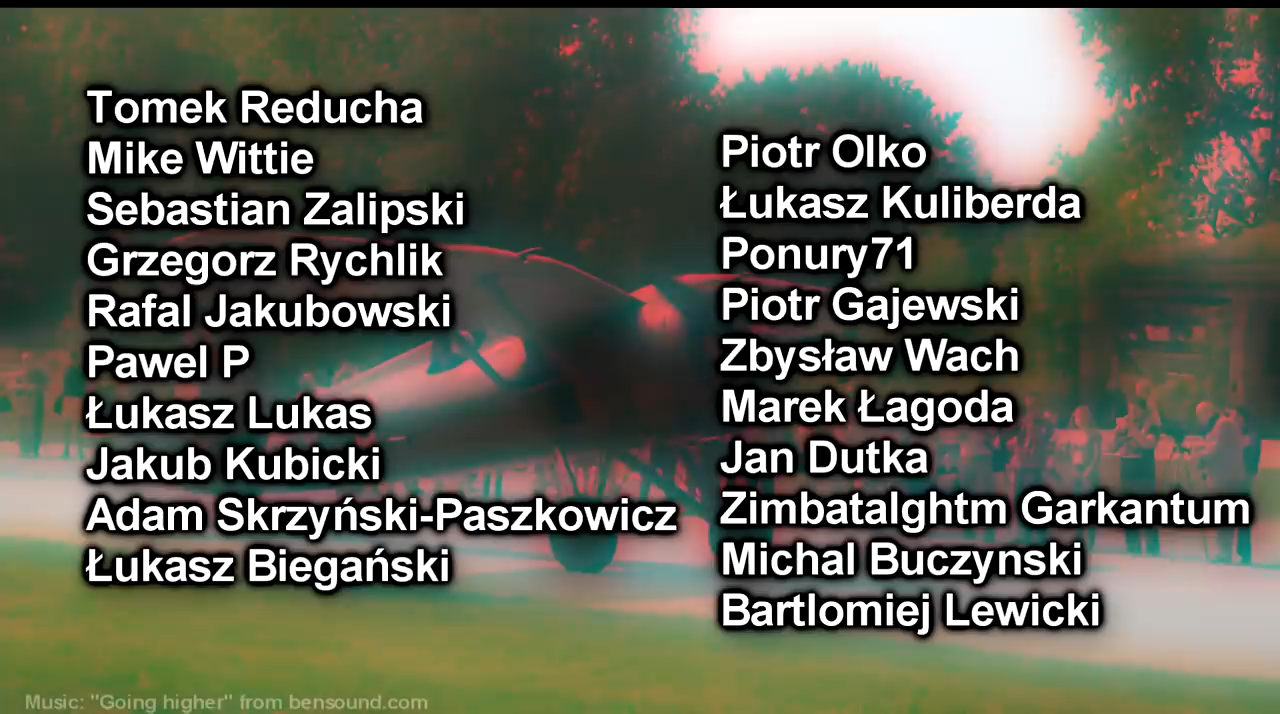 Tomek Reducha
Mike Wittie
Sebastian Zalipski
Grzegorz Rychlik
Rafal Jakubowski
Pawel P
Łukasz Lukas
Jakub Kubicki
Adam Skrzyński-Paszkowicz
Łukasz Biegański
Piotr Olko
Łukasz Kuliberda
Ponury71
Piotr Gajewski
Zbysław Wach
Marek Łagoda
Jan Dutka
Zimbatalghtm Garkantum
Michal Buczynski
Bartlomiej Lewicki
Music: "Going higher" from bensound.com